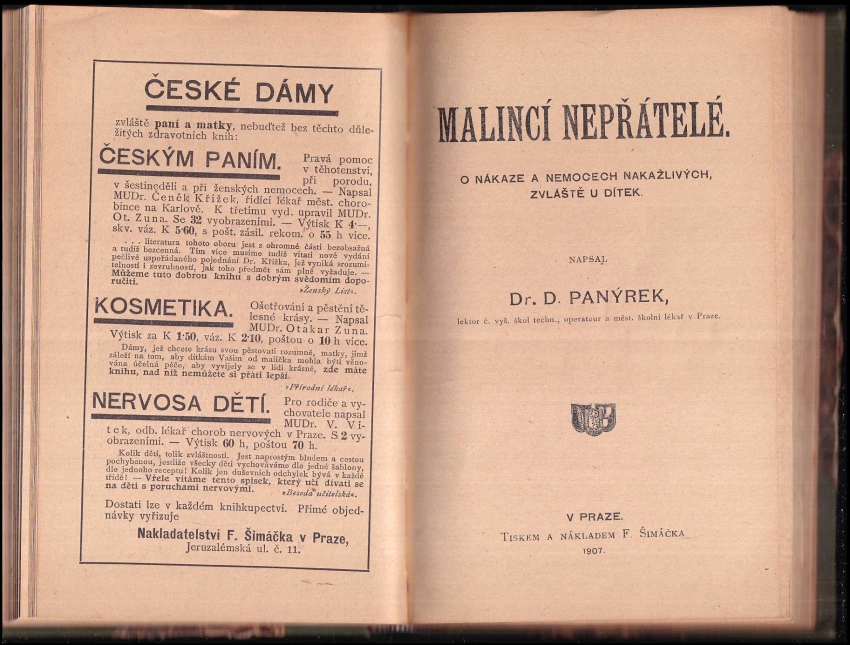 ČESKÉ DÁMY
zvláště paní a matky, nebuďtež bez těchto důle-
žitých zdravotních knih:
ČESKÝM PANÍM.
Pravá pomoc
v těhotenství,
při porodu,
v šestinedělí a při ženských nemocech. — Napsal
MUDr. Čeněk Křížek, řídící lékař měst. choro-
bince na Karlově. K třetímu vyd. upravil MUDr.
Ot. Zuna. Se 32 vyobrazeními. — Výtisk K 4·—,
skv. váz. K 5·60, s pošt. zásil. rekom. o 55 h více.
. . . literatura tohoto oboru jest z ohromné části bezobsažná
a tudíž bezcenná. Tím více musíme tudíž vítati nové vydání
pečlivě uspořádaného pojednání Dr. Křížka, jež vyniká srozumi-
telností i zevrubností, jak toho předmět sám plně vyžaduje. —
Můžeme tuto dobrou knihu s dobrým svědomím dopo-
ručiti.
»Ženský List«.
KOSMETIKA.
Ošetřování a pěstění tě-
lesné krásy. — Napsal
MUDr. Otakar Zuna.
Výtisk za K 1·50, váz. K 2·10, poštou o 10 h více.
Dámy, jež chcete krásu svou pěstovati rozumně, matky, jimž
záleží na tom, aby dítkám Vašim od malička mohla býti věno-
vána účelná péče, aby vyvíjely se v lidi krásné, zde máte
knihu, nad niž nemůžete si přáti lepší.
»Přírodní lékař«.
NERVOSA DĚTÍ.
Pro rodiče a vy-
chovatele napsal
MUDr. V. Ví-
tek, odb. lékař chorob nervových v Praze. S 2 vy-
obrazeními. — Výtisk 60 h, poštou 70 h.
Kolik dětí, tolik zvláštností. Jest naprostým bludem a cestou
pochybenou, jestliže všecky děti vychováváme dle jedné šablony,
dle jednoho receptu! Kolik jen duševních odchylek bývá v každé
třídě! — Vřele vítáme tento spisek, který učí dívati se
na děti s poruchami nervovými.
»Beseda učitelská«.
Dostati lze v každém knihkupectví. Přímé objed-
návky vyřizuje
Nakladatelství F. Šimáčka v Praze,
Jeruzalémská ul. č. 11.
MALINCÍ NEPŘÁTELÉ.
O NÁKAZE A NEMOCECH NAKAŽLIVÝCH,
ZVLÁŠTĚ U DÍTEK.
NAPSAL
Dr. D. PANÝREK,
lektor č. vyš. škol techn., operateur a měst. školní lékař v Praze.
V PRAZE.
TISKEM A NÁKLADEM F. ŠIMÁČKA
1907.